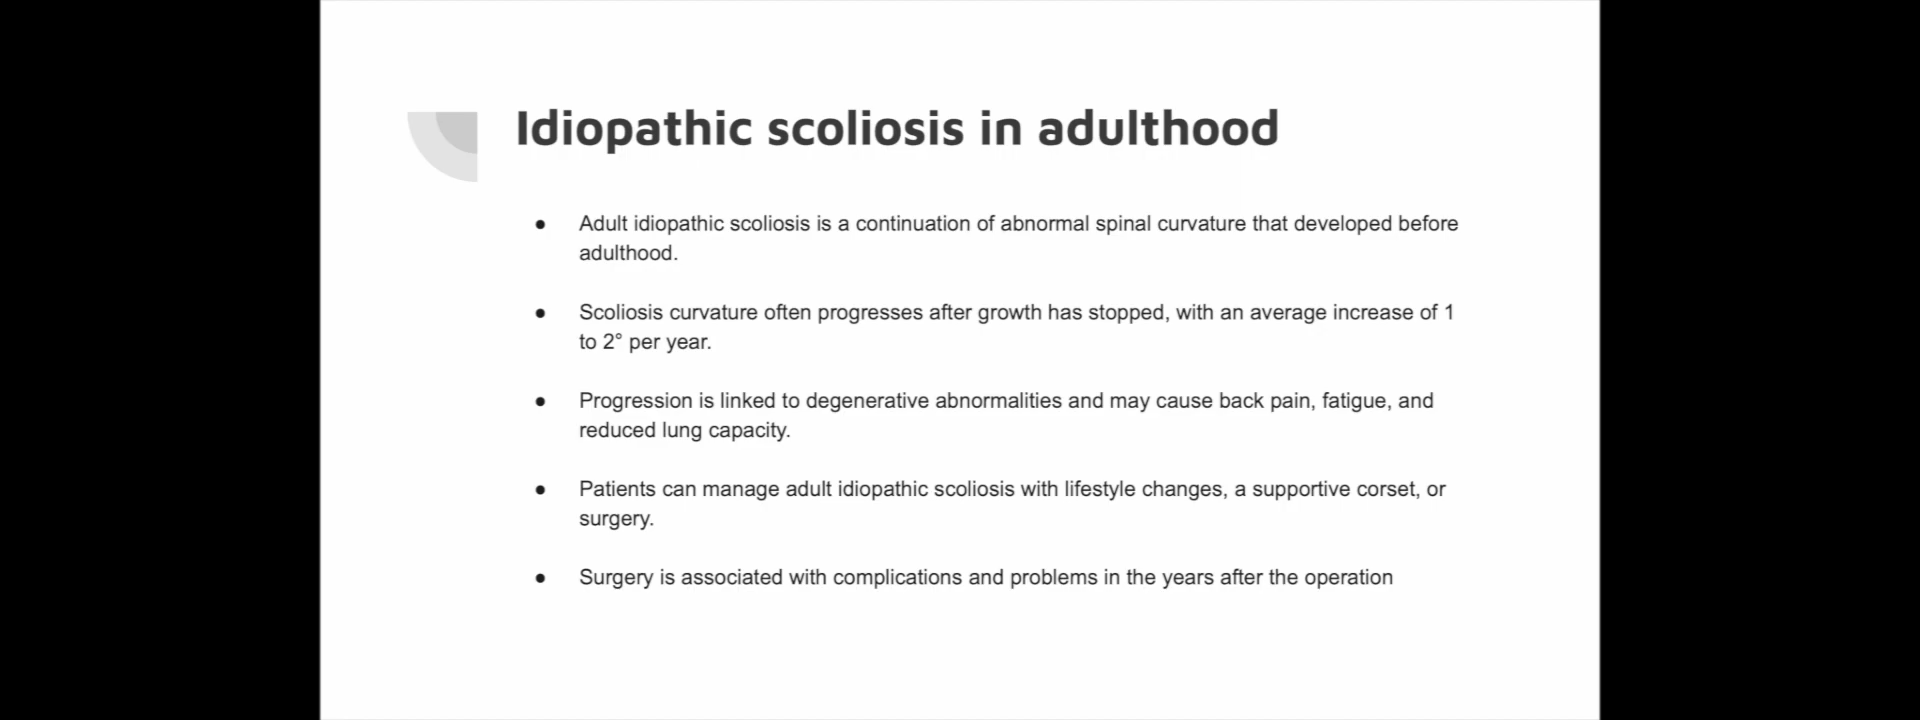 Idiopathic scoliosis in adulthood
● Adult idiopathic scoliosis is a continuation of abnormal spinal curvature that developed before
adulthood.
● Scoliosis curvature often progresses after growth has stopped, with an average increase of 1
to 2° per year.
● Progression is linked to degenerative abnormalities and may cause back pain, fatigue, and
reduced lung capacity.
● Patients can manage adult idiopathic scoliosis with lifestyle changes, a supportive corset, or
surgery.
● Surgery is associated with complications and problems in the years after the operation